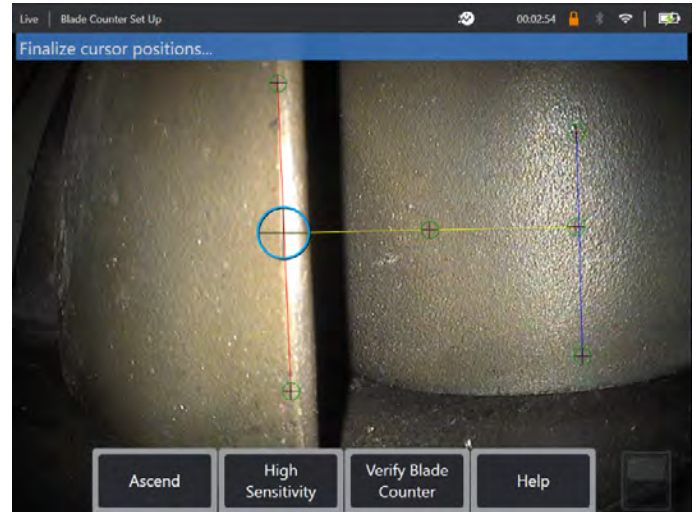 Live | Blade Counter Set Up 00:02:54
Finalize cursor positions...
Ascend
High
Sensitivity
Verify Blade
Counter
Help